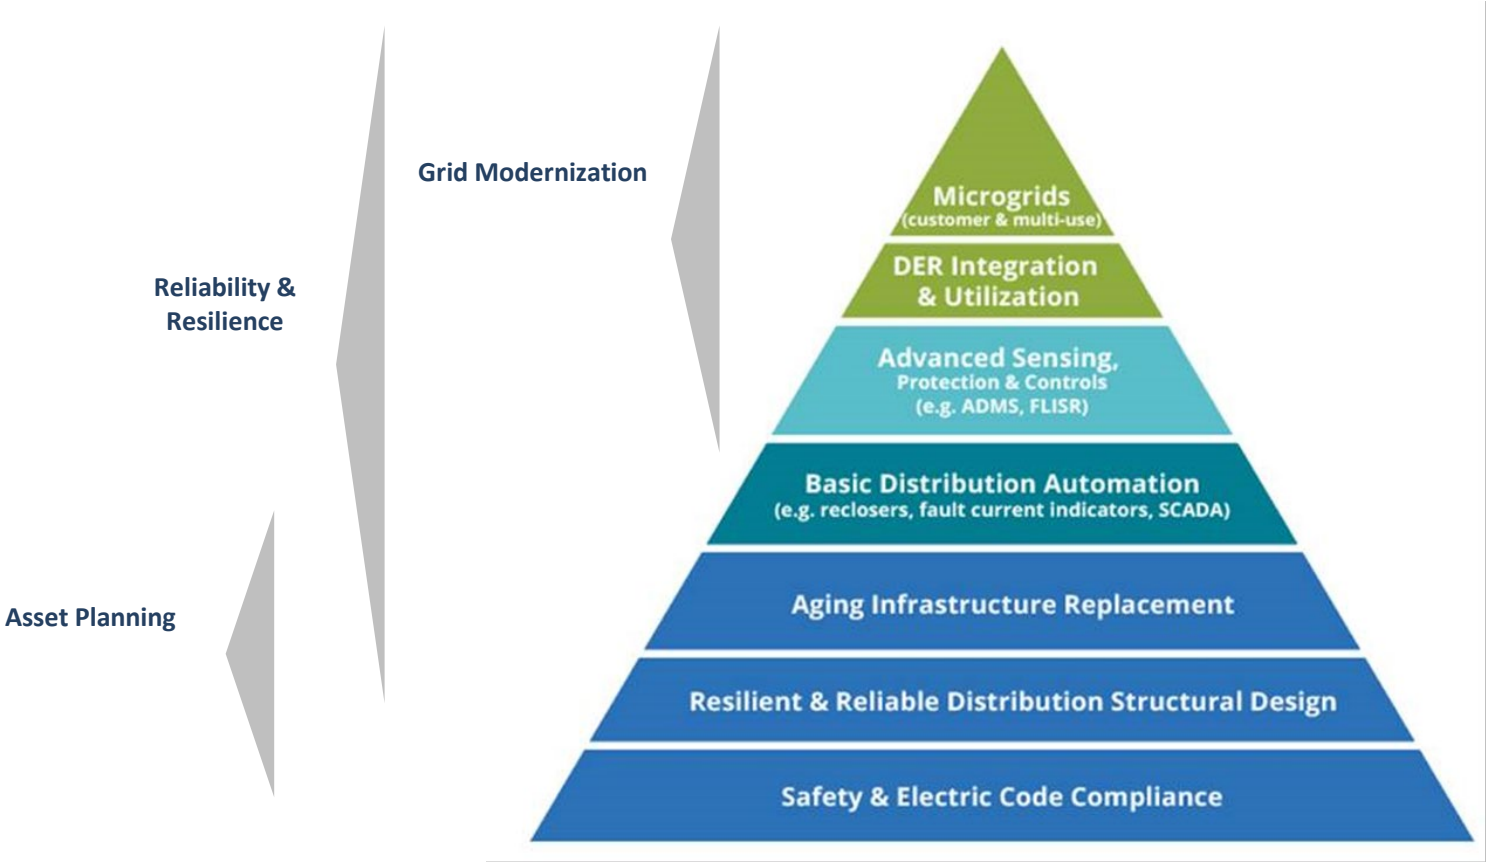 Grid Modernization
Reliability &
Resilience
Asset Planning
Microgrids
(customer & multi-use)
DER Integration
& Utilization
Advanced Sensing,
Protection & Controls
(e.g. ADMS, FLISR)
Basic Distribution Automation
(e.g. reclosers, fault current indicators, SCADA)
Aging Infrastructure Replacement
Resilient & Reliable Distribution Structural Design
Safety & Electric Code Compliance